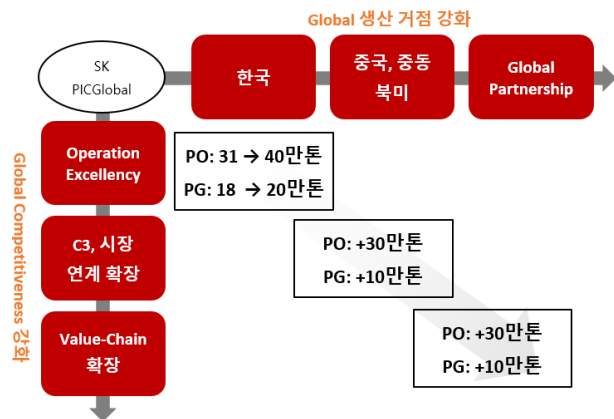 Global 생산 거점 강화
SK
PICGlobal
한국
중국, 중동
북미
Global
Partnership
Global Competitiveness 강화
Operation
Excellency
PO: 31 → 40만톤
PG: 18 → 20만톤
C3, 시장
연계 확장
PO: +30만톤
PG: +10만톤
Value-Chain
확장
PO: +30만톤
PG: +10만톤